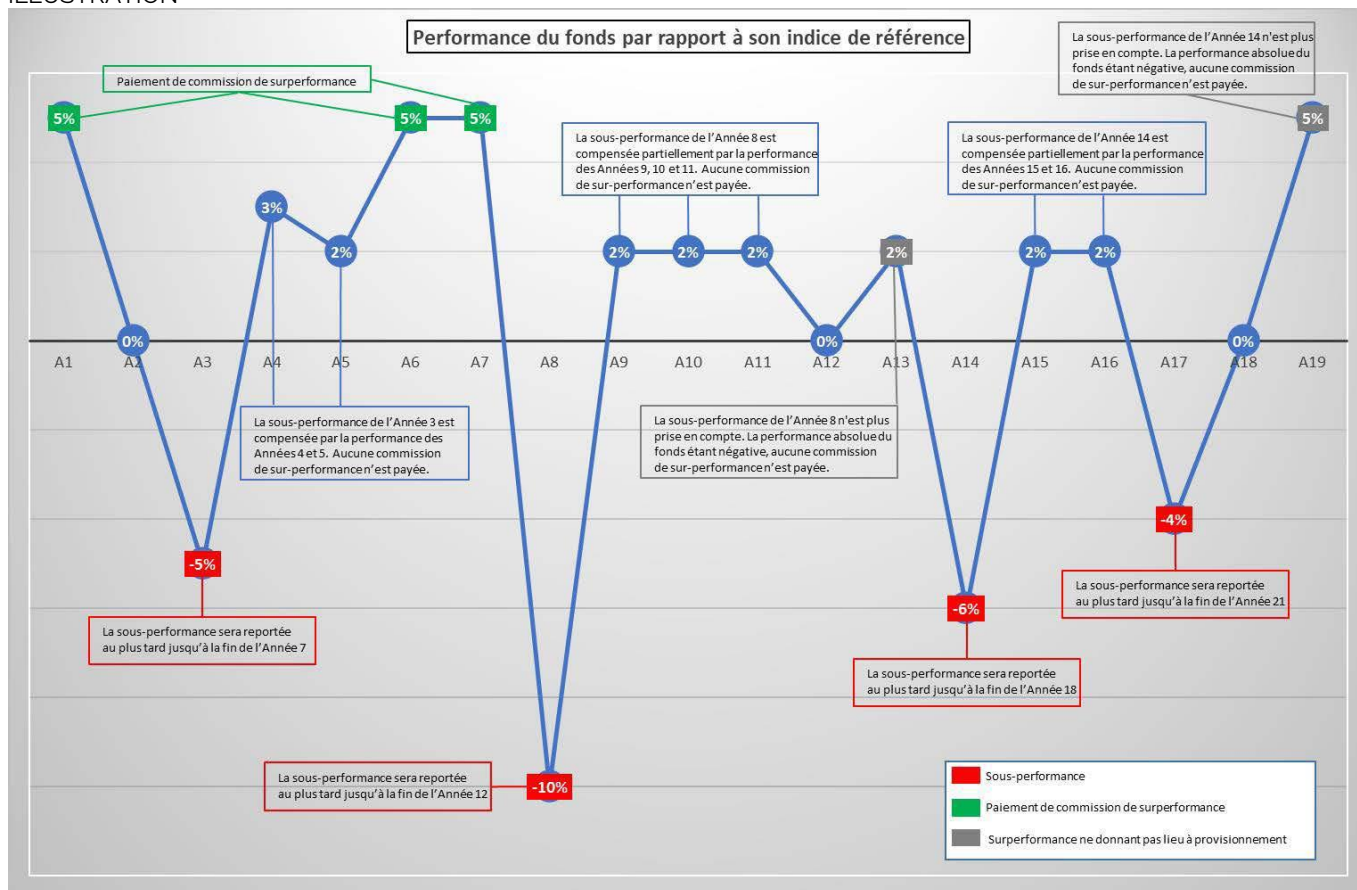 ILLUSTRATION
Performance du fonds par rapport à son indice de référence
La sous-performance de l'Année 14 n'est plus
prise en compte. La performance absolue du
fonds étant négative, aucune commission
de sur-performance n'est payée.
Paiement de commission de surperformance
5%
5%
5%
5%
La sous-performance de l'Année 8 est
compensée partiellement par la performance
des Années 9, 10 et 11. Aucune commission
de sur-performance n'est payée.
La sous-performance de l'Année 14 est
compensée partiellement par la performance
des Années 15 et 16. Aucune commission
de sur-performance n'est payée.
3%
2%
2%
2%
2%
2%
2%
2%
0%
0%
0%
A1
A2
A3
A4
A5
A6
A7
A8
A9
A10
A11
A12
A13
A14
A15
A16
A17
A18
A19
La sous-performance de l'Année 3 est
compensée par la performance des
Années 4 et 5. Aucune commission
de sur-performance n'est payée.
La sous-performance de l'Année 8 n'est plus
prise en compte. La performance absolue du
fonds étant négative, aucune commission
de sur-performance n'est payée.
-4%
-5%
La sous-performance sera reportée
au plus tard jusqu'à la fin de l'Année 21
-6%
La sous-performance sera reportée
au plus tard jusqu'à la fin de l'Année 7
La sous-performance sera reportée
au plus tard jusqu'à la fin de l'Année 18
La sous-performance sera reportée
au plus tard jusqu'à la fin de l'Année 12
-10%
Sous-performance
Paiement de commission de surperformance
Surperformance ne donnant pas lieu à provisionnement